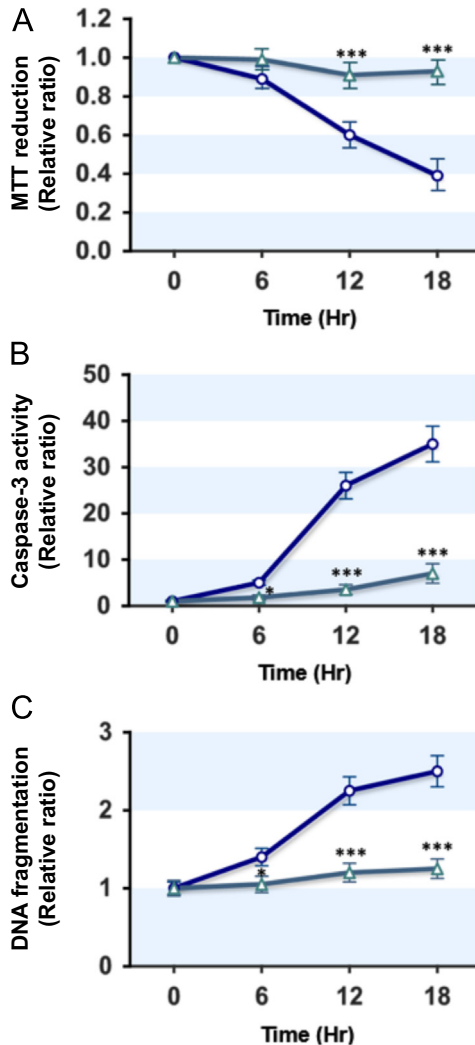 A
MTT reduction
(Relative ratio)
1.2
1.0
0.8
0.6
0.4
0.2
0.0
***
***
0 6 12 18
Time (Hr)
B
Caspase-3 activity
(Relative ratio)
50
40
30
20
10
0
*
***
***
0 6 12 18
Time (Hr)
C
DNA fragmentation
(Relative ratio)
3
2
1
0
*
***
***
0 6 12 18
Time (Hr)